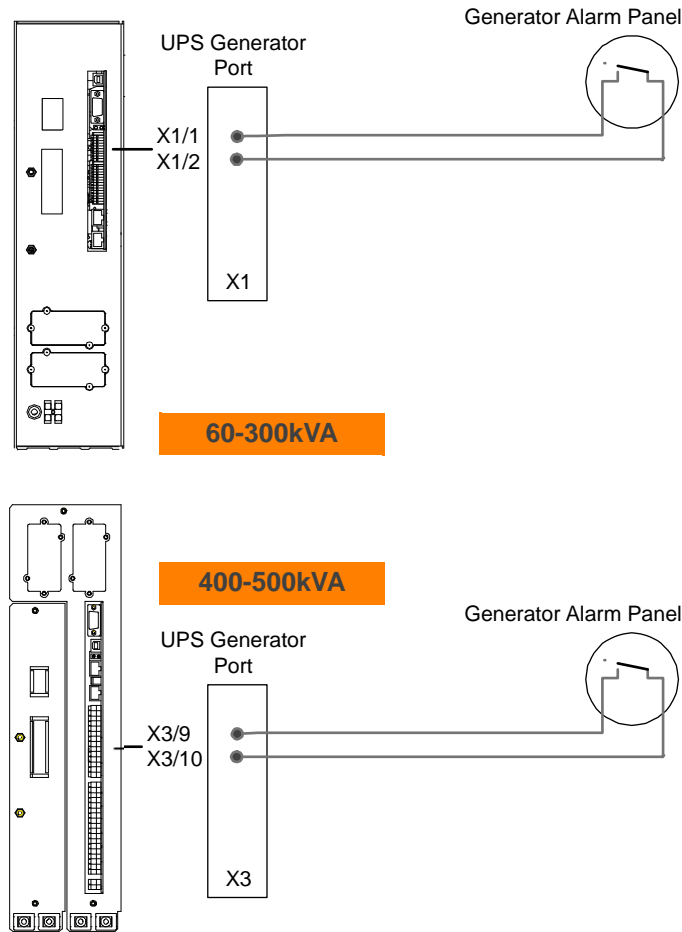 Generator Alarm Panel
UPS Generator
Port
X1/1
X1/2
X1
60-300kVA
400-500kVA
Generator Alarm Panel
UPS Generator
Port
X3/9
X3/10
X3